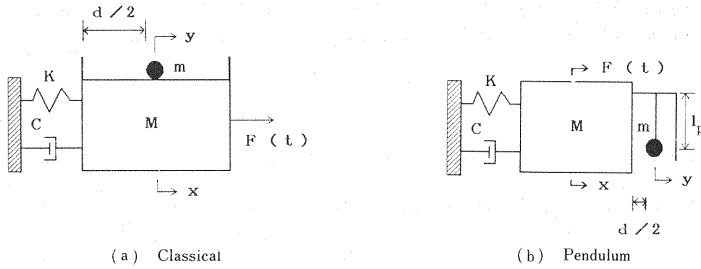 d / 2
y
m
K
C
M
F ( t )
x
( a ) Classical
F ( t )
K
C
M
m
l p
y
x
d / 2
( b ) Pendulum